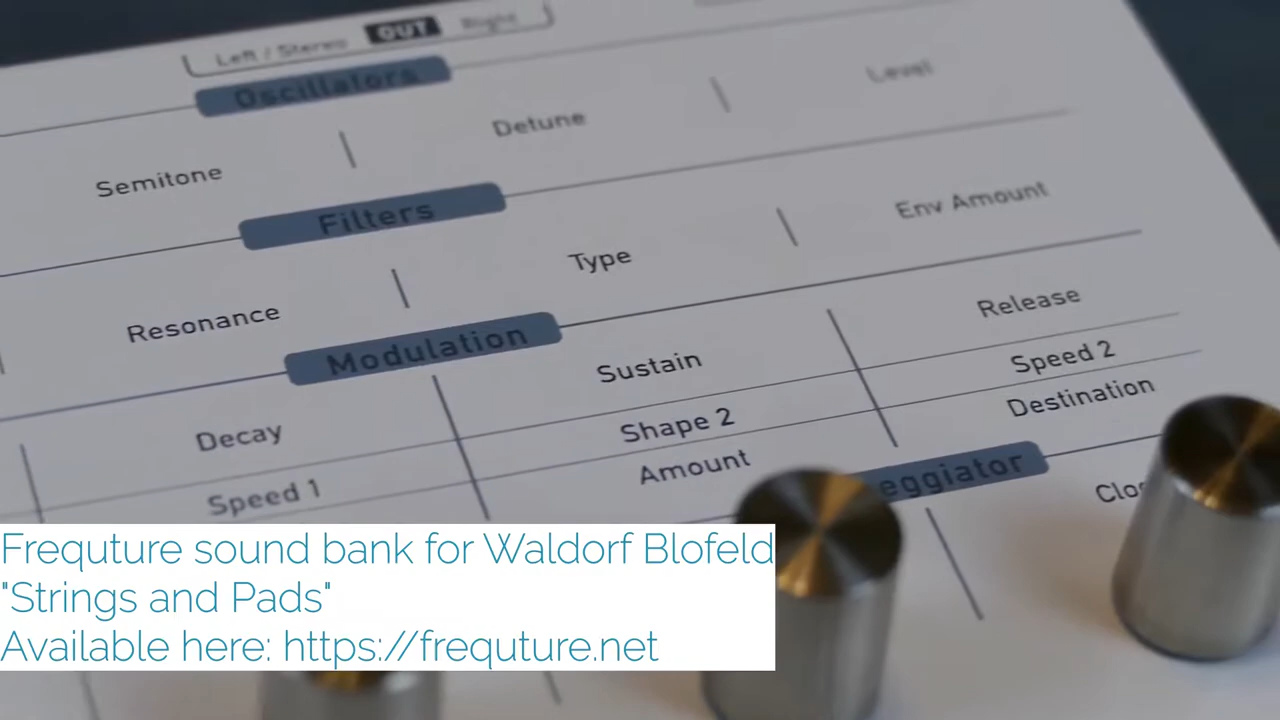 Left / Stereo OUT Right
Oscillators
Semitone Detune Level
Filters
Resonance Type Env Amount
Modulation
Decay Sustain Release
Speed 1 Shape 2 Speed 2
Amount Destination
eggiator
Cloc
Frequture sound bank for Waldorf Blofeld
"Strings and Pads"
Available here: https://frequture.net